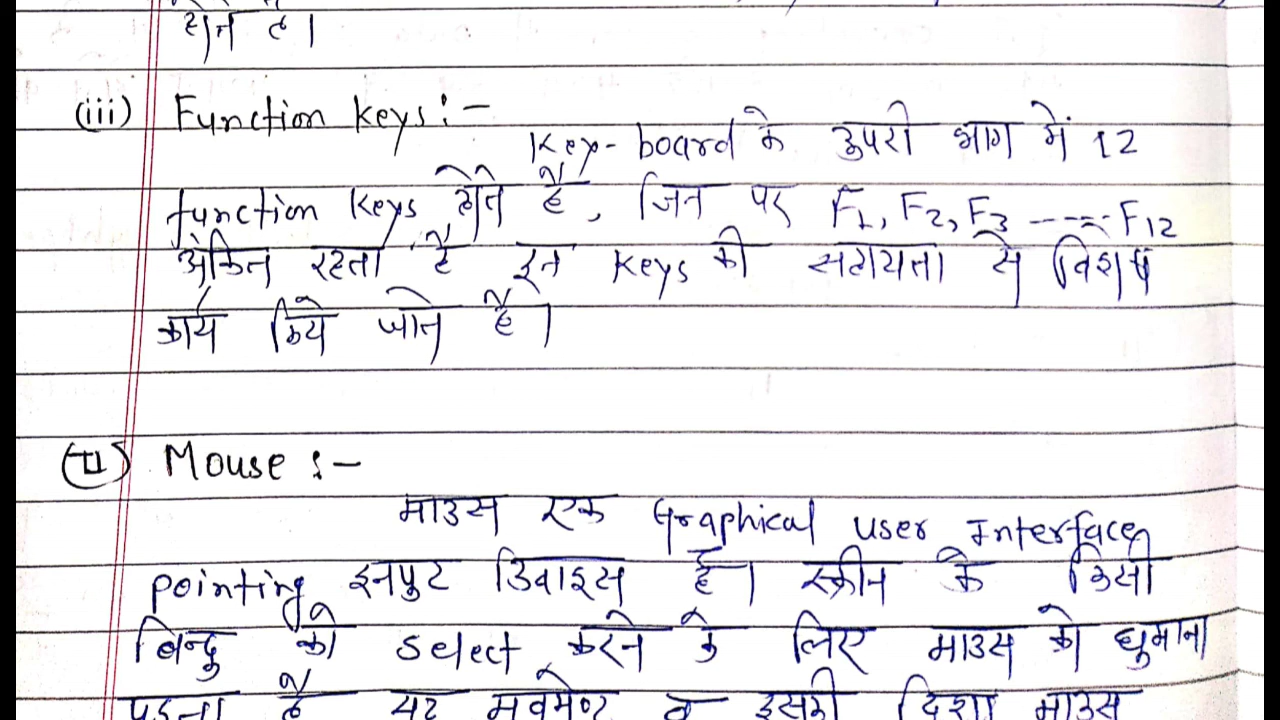 होते है।
(iii) Function keys:-
Key-board के ऊपरी भाग में 12
function keys होते है, जिन पर F1, F2, F3 ---- F12
अंकित रहता है इन keys की सहायता से विशेष
कार्य किये जाते है।
(II) Mouse :-
माउस एक Graphical user Interface
pointing इनपुट डिवाइस है। स्क्रीन के किसी
बिन्दु को select करने के लिए माउस को घुमाना
पड़ता है यह मवमेण्ट व इसकी दिशा माउस